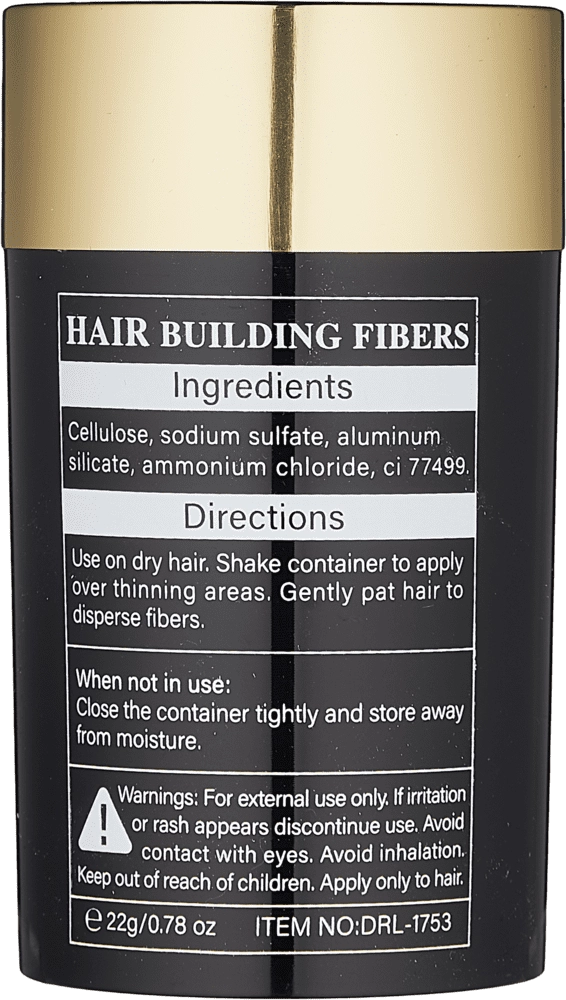 HAIR BUILDING FIBERS
Ingredients
Cellulose, sodium sulfate, aluminum
silicate, ammonium chloride, ci 77499.
Directions
Use on dry hair. Shake container to apply
over thinning areas. Gently pat hair to
disperse fibers.
When not in use:
Close the container tightly and store away
from moisture.
Warnings: For external use only. If irritation
or rash appears discontinue use. Avoid
contact with eyes. Avoid inhalation.
Keep out of reach of children. Apply only to hair.
℮ 22g/0.78 oz ITEM NO:DRL-1753